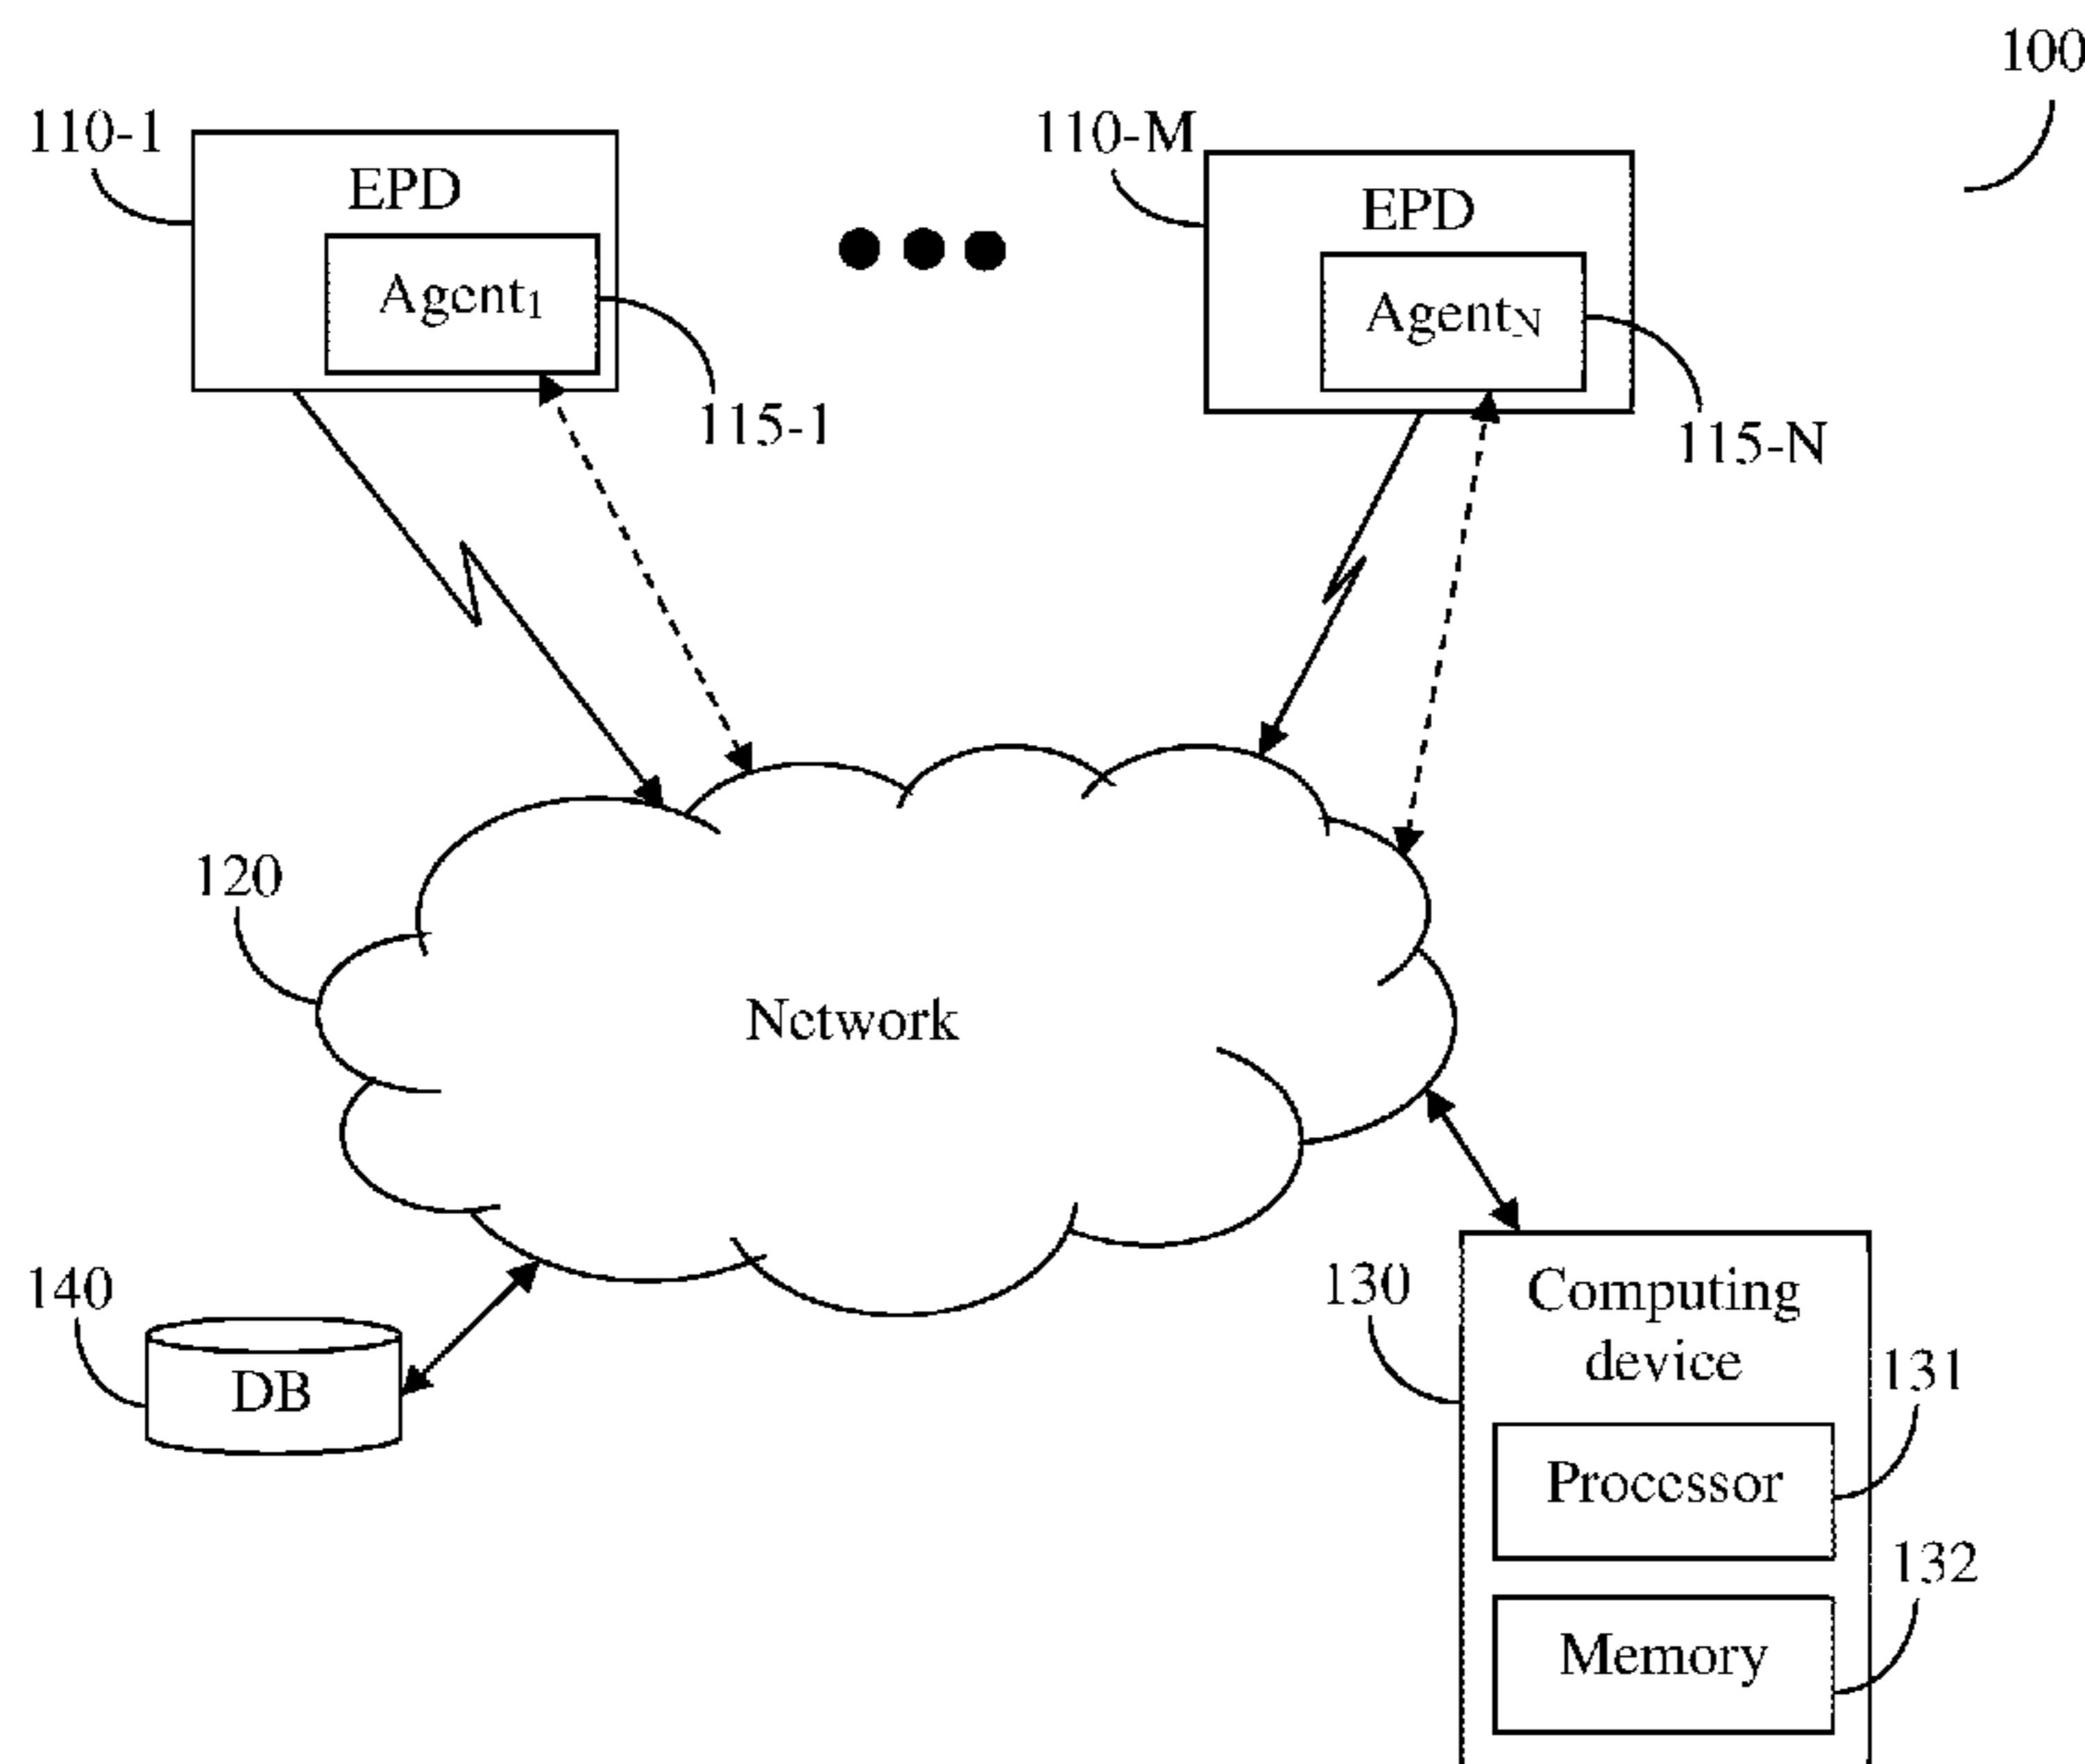 100
110-1
EPD
Agent1
115-1
110-M
EPD
AgentN
115-N
120
Network
140
DB
130
Computing
device
131
Processor
132
Memory